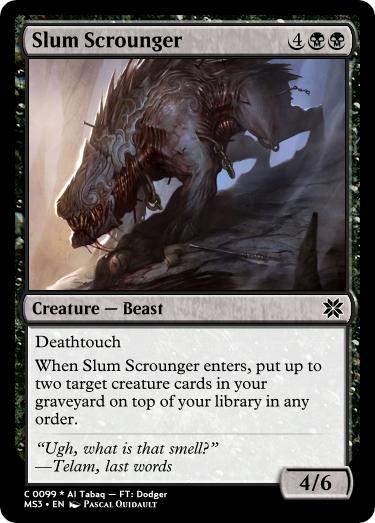 Slum Scrounger 4
Creature — Beast
Deathtouch
When Slum Scrounger enters, put up to
two target creature cards in your
graveyard on top of your library in any
order.
“Ugh, what is that smell?”
—Telam, last words
4/6
C 0099 * Al Tabaq — FT: Dodger
MS3 • EN Pascal Quidault